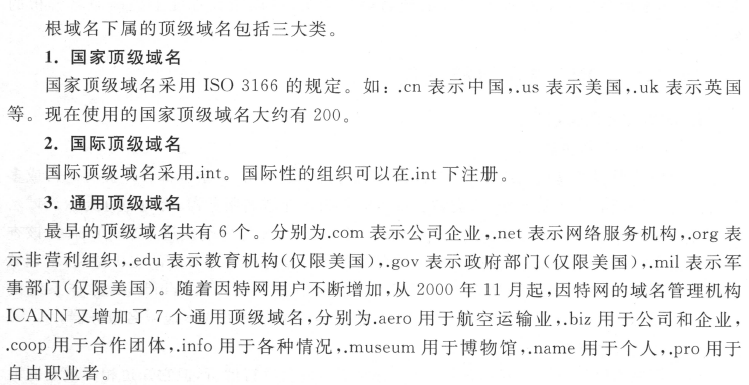 根域名下属的顶级域名包括三大类。
1. 国家顶级域名
国家顶级域名采用 ISO 3166 的规定。如：.cn 表示中国,.us 表示美国,.uk 表示英国
等。现在使用的国家顶级域名大约有 200。
2. 国际顶级域名
国际顶级域名采用.int。国际性的组织可以在.int 下注册。
3. 通用顶级域名
最早的顶级域名共有 6 个。分别为.com 表示公司企业,.net 表示网络服务机构,.org 表
示非营利组织,.edu 表示教育机构(仅限美国),.gov 表示政府部门(仅限美国),.mil 表示军
事部门(仅限美国)。随着因特网用户不断增加,从 2000 年 11 月起,因特网的域名管理机构
ICANN 又增加了 7 个通用顶级域名,分别为.aero 用于航空运输业,.biz 用于公司和企业,
.coop 用于合作团体,.info 用于各种情况,.museum 用于博物馆,.name 用于个人,.pro 用于
自由职业者。